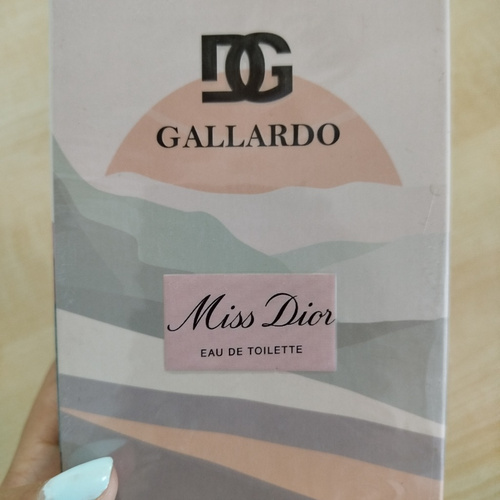 DG
GALLARDO
Miss Dior
EAU DE TOILETTE